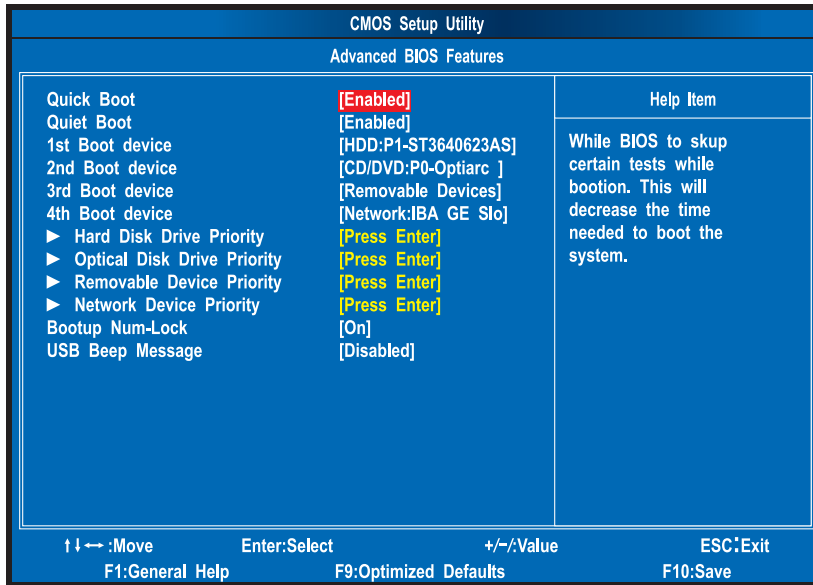 CMOS Setup Utility
Advanced BIOS Features
Quick Boot [Enabled]
Quiet Boot [Enabled]
1st Boot device [HDD:P1-ST3640623AS]
2nd Boot device [CD/DVD:P0-Optiarc ]
3rd Boot device [Removable Devices]
4th Boot device [Network:IBA GE Slo]
► Hard Disk Drive Priority [Press Enter]
► Optical Disk Drive Priority [Press Enter]
► Removable Device Priority [Press Enter]
► Network Device Priority [Press Enter]
Bootup Num-Lock [On]
USB Beep Message [Disabled]
Help Item
While BIOS to skup
certain tests while
bootion. This will
decrease the time
needed to boot the
system.
↑↓↔:Move Enter:Select +/-/:Value ESC:Exit
F1:General Help F9:Optimized Defaults F10:Save